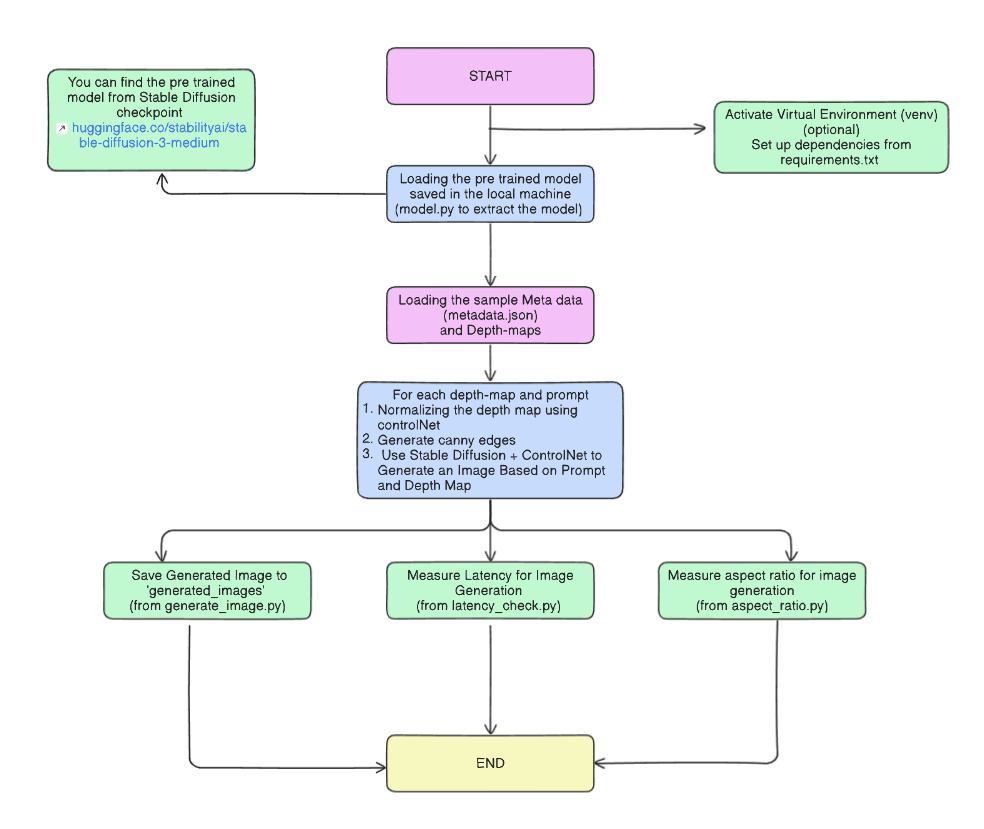 START
You can find the pre trained
model from Stable Diffusion
checkpoint
huggingface.co/stabilityai/sta
ble-diffusion-3-medium
Activate Virtual Environment (venv)
(optional)
Set up dependencies from
requirements.txt
Loading the pre trained model
saved in the local machine
(model.py to extract the model)
Loading the sample Meta data
(metadata.json)
and Depth-maps
For each depth-map and prompt
1. Normalizing the depth map using
controlNet
2. Generate canny edges
3. Use Stable Diffusion + ControlNet to
Generate an Image Based on Prompt
and Depth Map
Save Generated Image to
'generated_images'
(from generate_image.py)
Measure Latency for Image
Generation
(from latency_check.py)
Measure aspect ratio for image
generation
(from aspect_ratio.py)
END